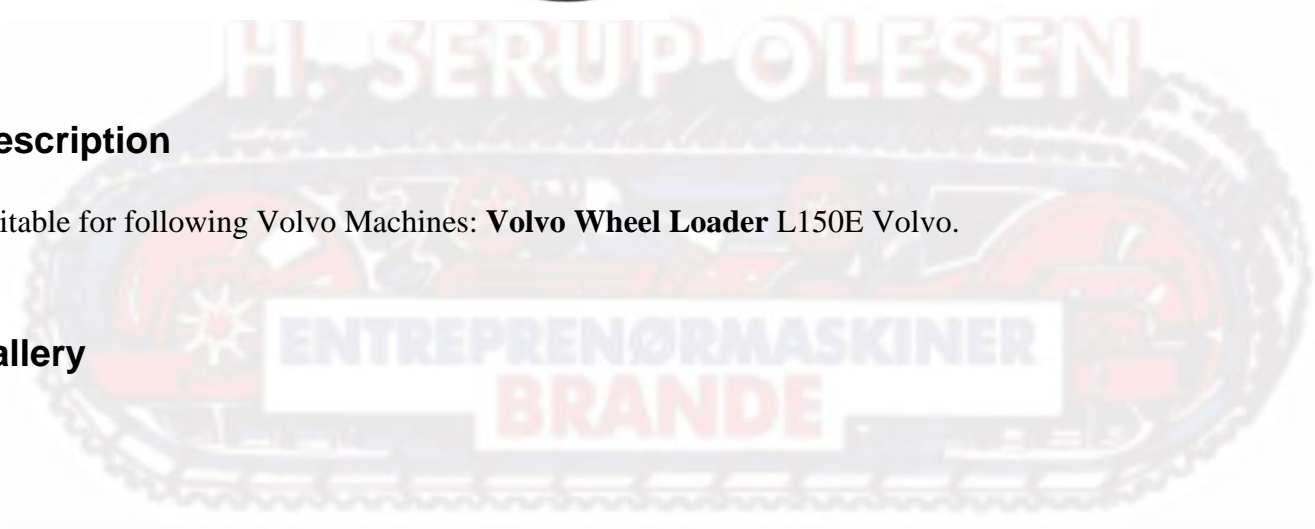 H. SERUP OLESEN
escription
itable for following Volvo Machines: Volvo Wheel Loader L150E Volvo.
ENTREPRENØRMASKINER
allery
BRANDE